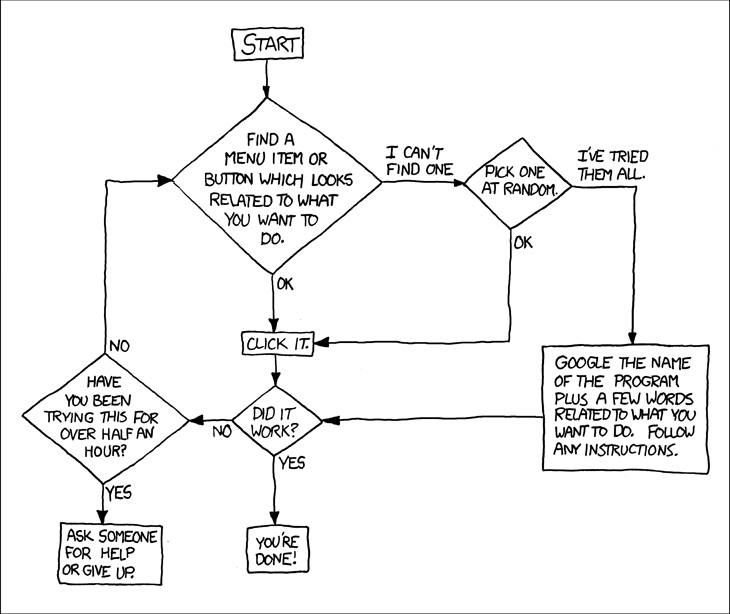 START
FIND A
MENU ITEM OR
BUTTON WHICH LOOKS
RELATED TO WHAT
YOU WANT TO
DO.
I CAN'T
FIND ONE
PICK ONE
AT RANDOM.
I'VE TRIED
THEM ALL.
OK
OK
CLICK IT.
NO
GOOGLE THE NAME
OF THE PROGRAM
PLUS A FEW WORDS
RELATED TO WHAT YOU
WANT TO DO. FOLLOW
ANY INSTRUCTIONS.
HAVE
YOU BEEN
TRYING THIS FOR
OVER HALF AN
HOUR?
DID IT
WORK?
NO
YES
YES
ASK SOMEONE
FOR HELP
OR GIVE UP.
YOU'RE
DONE!